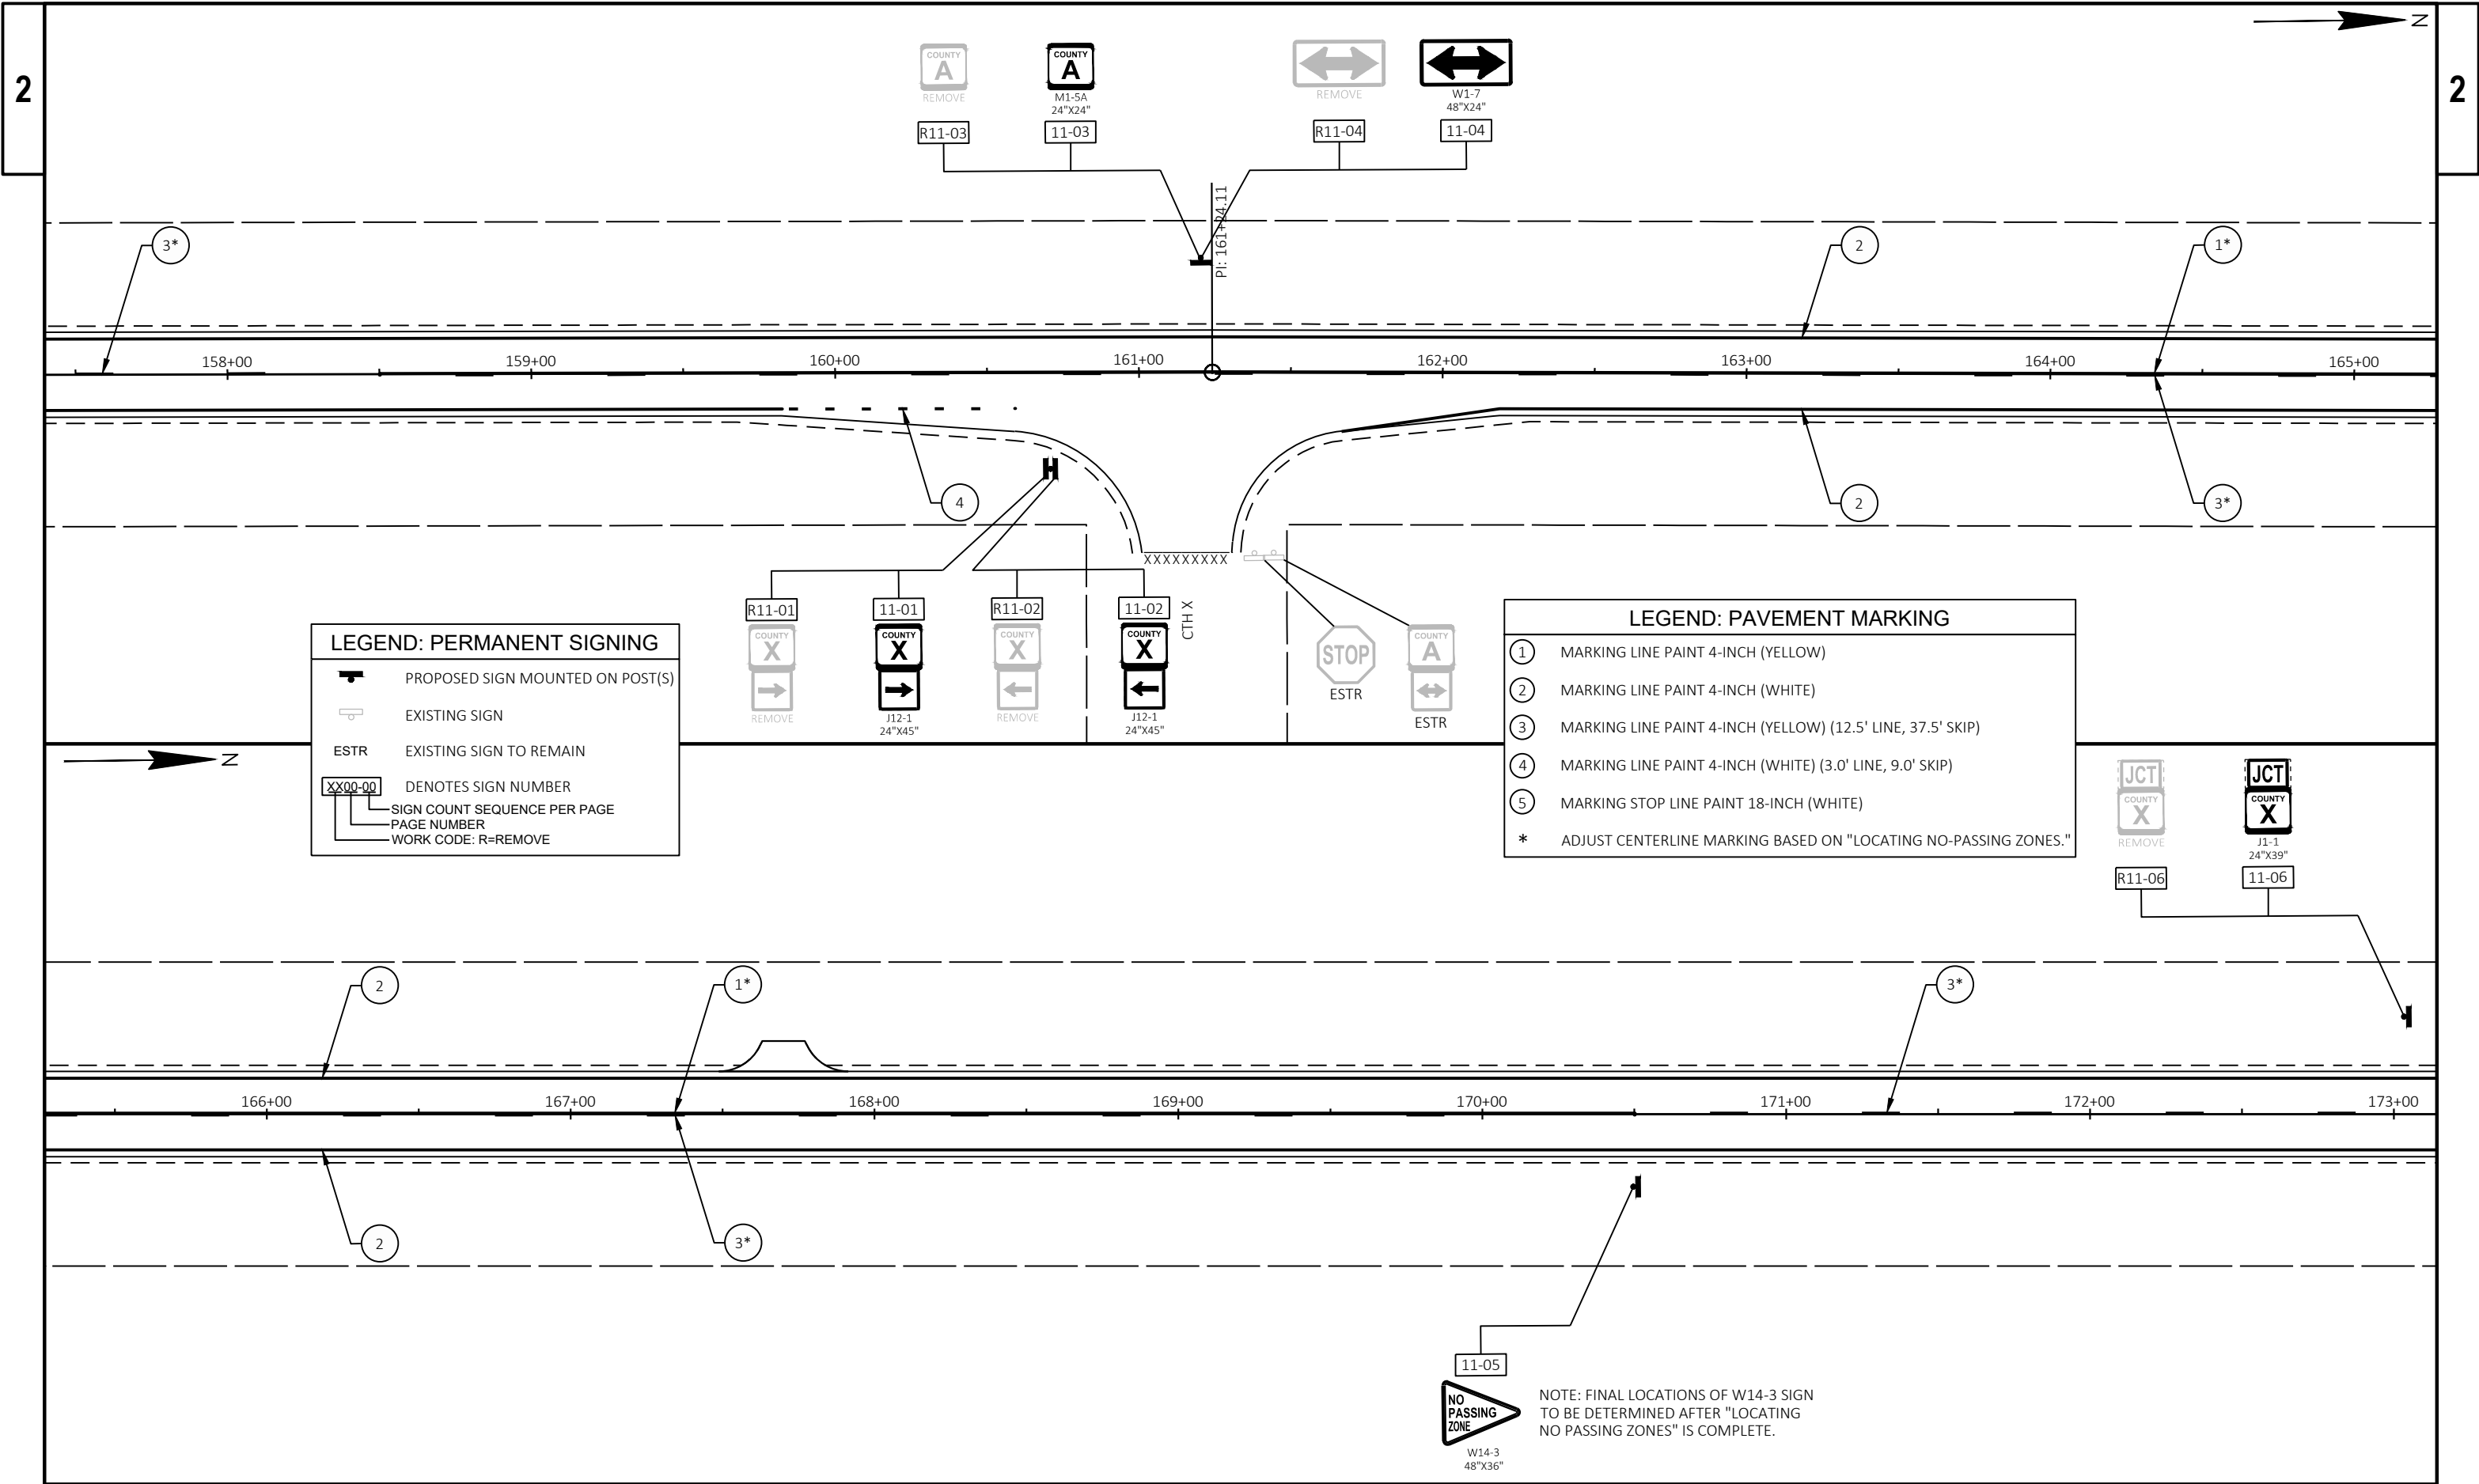 2
2
N
COUNTY
A
REMOVE
R11-03
COUNTY
A
M1-5A
24"X24"
11-03
REMOVE
R11-04
W1-7
48"X24"
11-04
PI: 161+24.11
3*
2
1*
158+00
159+00
160+00
161+00
162+00
163+00
164+00
165+00
4
2
3*
XXXXXXXXX
R11-01
COUNTY
X
REMOVE
11-01
COUNTY
X
J12-1
24"X45"
R11-02
COUNTY
X
REMOVE
11-02
COUNTY
X
J12-1
24"X45"
CTH X
STOP
ESTR
COUNTY
A
ESTR
LEGEND: PERMANENT SIGNING
PROPOSED SIGN MOUNTED ON POST(S)
EXISTING SIGN
ESTR EXISTING SIGN TO REMAIN
XX00-00 DENOTES SIGN NUMBER
SIGN COUNT SEQUENCE PER PAGE
PAGE NUMBER
WORK CODE: R=REMOVE
LEGEND: PAVEMENT MARKING
1 MARKING LINE PAINT 4-INCH (YELLOW)
2 MARKING LINE PAINT 4-INCH (WHITE)
3 MARKING LINE PAINT 4-INCH (YELLOW) (12.5' LINE, 37.5' SKIP)
4 MARKING LINE PAINT 4-INCH (WHITE) (3.0' LINE, 9.0' SKIP)
5 MARKING STOP LINE PAINT 18-INCH (WHITE)
* ADJUST CENTERLINE MARKING BASED ON "LOCATING NO-PASSING ZONES."
N
JCT
COUNTY
X
REMOVE
R11-06
JCT
COUNTY
X
J1-1
24"X39"
11-06
2
1*
3*
166+00
167+00
168+00
169+00
170+00
171+00
172+00
173+00
2
3*
11-05
NO
PASSING
ZONE
W14-3
48"X36"
NOTE: FINAL LOCATIONS OF W14-3 SIGN
TO BE DETERMINED AFTER "LOCATING
NO PASSING ZONES" IS COMPLETE.